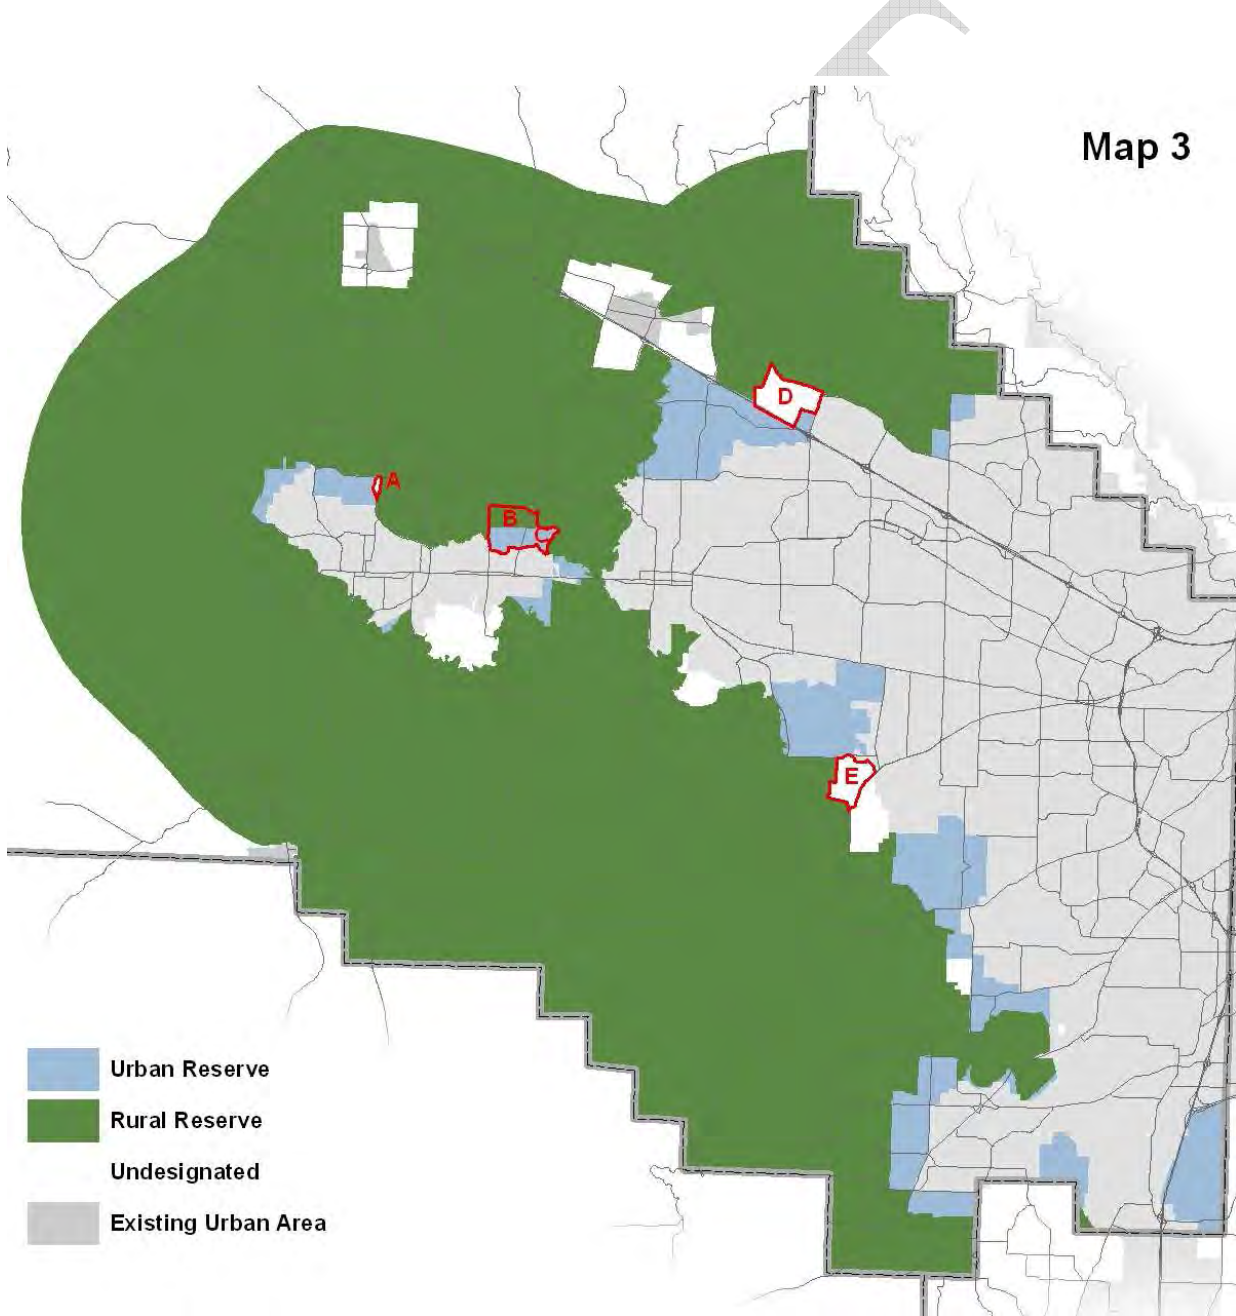 Map 3
D
A
B
C
E
Urban Reserve
Rural Reserve
Undesignated
Existing Urban Area